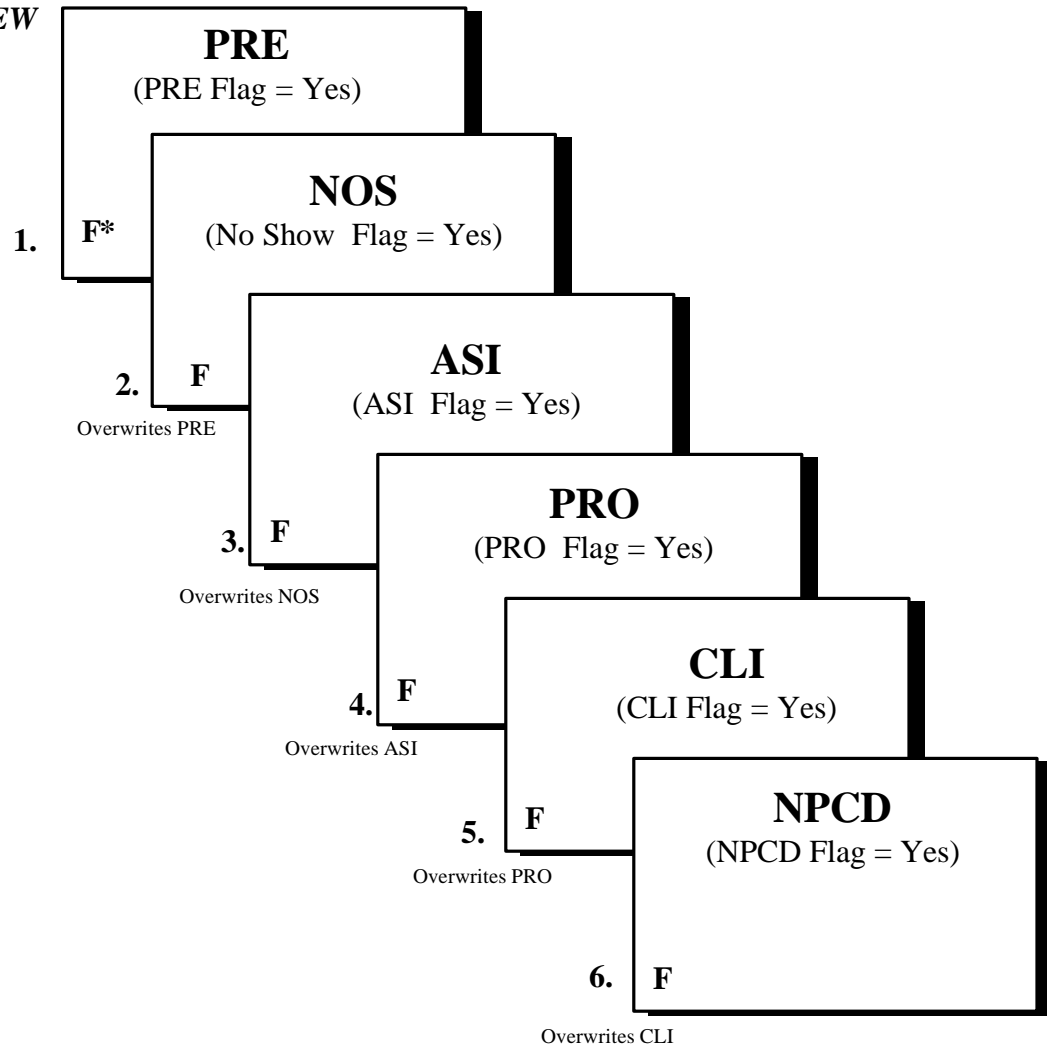 PRE
(PRE Flag = Yes)
1. F*
NOS
(No Show Flag = Yes)
2. F
Overwrites PRE
ASI
(ASI Flag = Yes)
3. F
Overwrites NOS
PRO
(PRO Flag = Yes)
4. F
Overwrites ASI
CLI
(CLI Flag = Yes)
5. F
Overwrites PRO
NPCD
(NPCD Flag = Yes)
6. F
Overwrites CLI